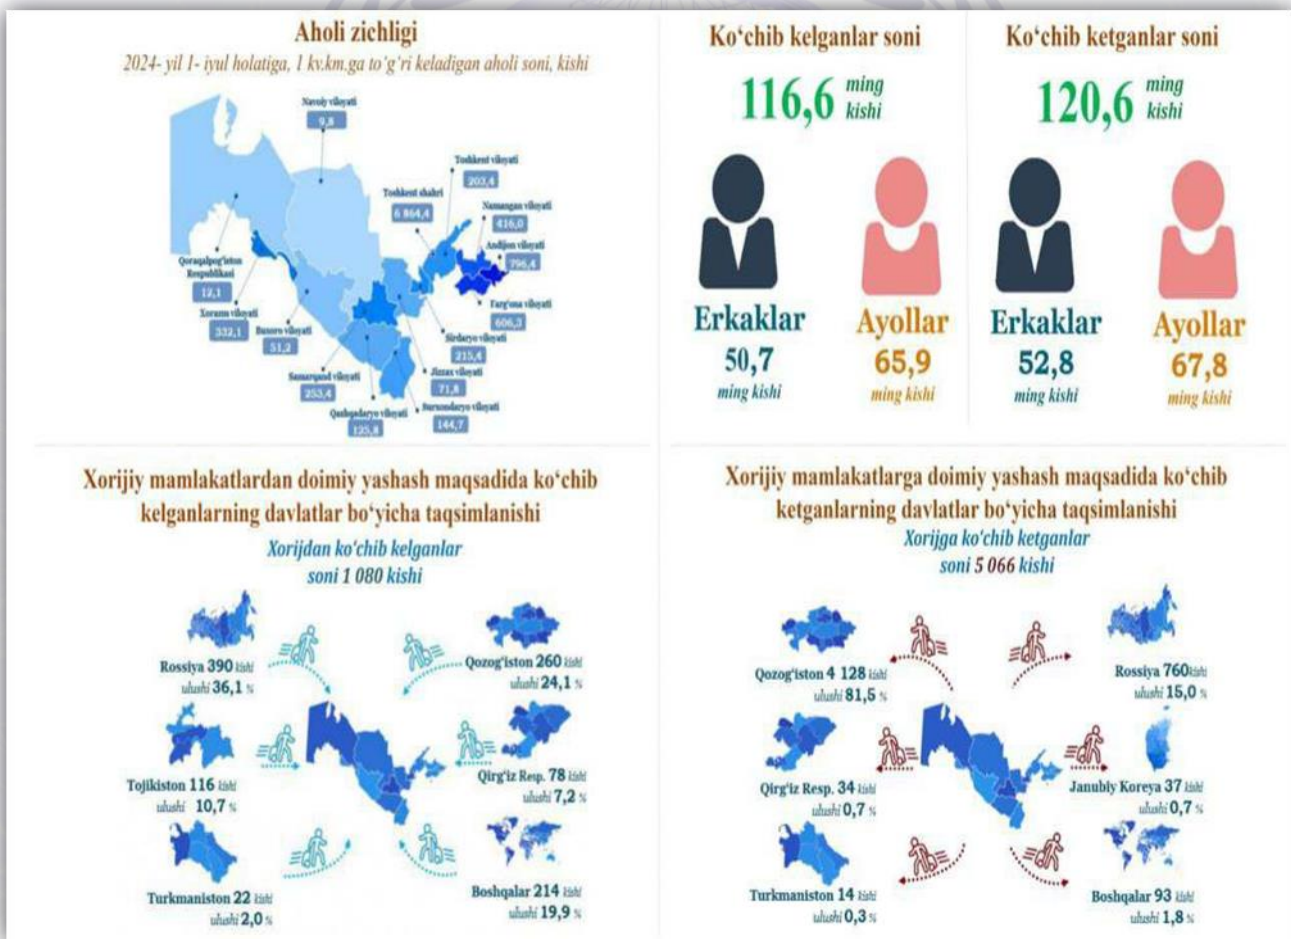 Aholi zichligi
2024- yil 1- iyul holatiga, 1 kv.km.ga to‘g‘ri keladigan aholi soni, kishi
Navoiy viloyati
9,8
Toshkent viloyati
203,4
Toshkent shahri
6 864,4
Namangan viloyati
416,0
Andijon viloyati
796,4
Qoraqalpog‘iston
Respublikasi
12,1
Xorazm viloyati
332,1
Buxoro viloyati
51,2
Farg‘ona viloyati
606,3
Sirdaryo viloyati
215,4
Samarqand viloyati
253,4
Jizzax viloyati
71,8
Qashqadaryo viloyati
125,8
Surxondaryo viloyati
144,7
Ko‘chib kelganlar soni
116,6 ming
kishi
Erkaklar
50,7
ming kishi
Ayollar
65,9
ming kishi
Ko‘chib ketganlar soni
120,6 ming
kishi
Erkaklar
52,8
ming kishi
Ayollar
67,8
ming kishi
Xorijiy mamlakatlardan doimiy yashash maqsadida ko‘chib
kelganlarning davlatlar bo‘yicha taqsimlanishi
Xorijdan ko‘chib kelganlar
soni 1 080 kishi
Rossiya 390 kishi
ulushi 36,1 %
Qozog‘iston 260 kishi
ulushi 24,1 %
Tojikiston 116 kishi
ulushi 10,7 %
Qirg‘iz Resp. 78 kishi
ulushi 7,2 %
Turkmaniston 22 kishi
ulushi 2,0 %
Boshqalar 214 kishi
ulushi 19,9 %
Xorijiy mamlakatlarga doimiy yashash maqsadida ko‘chib
ketganlarning davlatlar bo‘yicha taqsimlanishi
Xorijga ko‘chib ketganlar
soni 5 066 kishi
Qozog‘iston 4 128 kishi
ulushi 81,5 %
Rossiya 760 kishi
ulushi 15,0 %
Qirg‘iz Resp. 34 kishi
ulushi 0,7 %
Janubiy Koreya 37 kishi
ulushi 0,7 %
Turkmaniston 14 kishi
ulushi 0,3 %
Boshqalar 93 kishi
ulushi 1,8 %